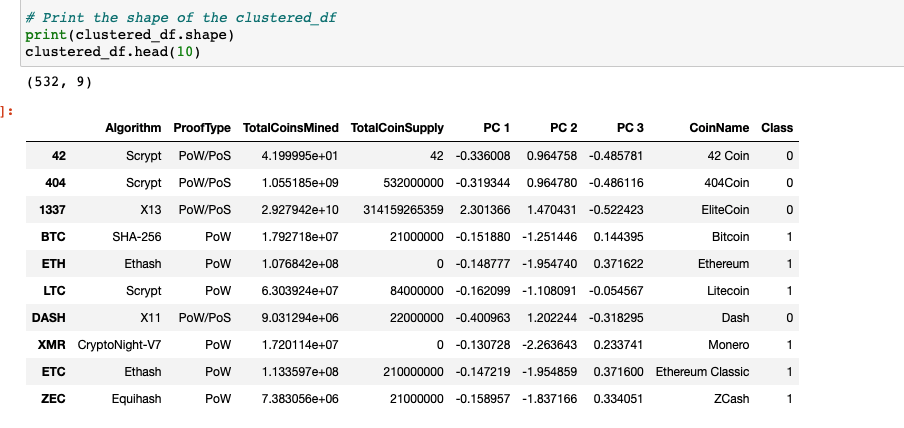 # Print the shape of the clustered_df
print(clustered_df.shape)
clustered_df.head(10)
(532, 9)
]:
Algorithm ProofType TotalCoinsMined TotalCoinSupply PC 1 PC 2 PC 3 CoinName Class
42 Scrypt PoW/PoS 4.199995e+01 42 -0.336008 0.964758 -0.485781 42 Coin 0
404 Scrypt PoW/PoS 1.055185e+09 532000000 -0.319344 0.964780 -0.486116 404Coin 0
1337 X13 PoW/PoS 2.927942e+10 314159265359 2.301366 1.470431 -0.522423 EliteCoin 0
BTC SHA-256 PoW 1.792718e+07 21000000 -0.151880 -1.251446 0.144395 Bitcoin 1
ETH Ethash PoW 1.076842e+08 0 -0.148777 -1.954740 0.371622 Ethereum 1
LTC Scrypt PoW 6.303924e+07 84000000 -0.162099 -1.108091 -0.054567 Litecoin 1
DASH X11 PoW/PoS 9.031294e+06 22000000 -0.400963 1.202244 -0.318295 Dash 0
XMR CryptoNight-V7 PoW 1.720114e+07 0 -0.130728 -2.263643 0.233741 Monero 1
ETC Ethash PoW 1.133597e+08 210000000 -0.147219 -1.954859 0.371600 Ethereum Classic 1
ZEC Equihash PoW 7.383056e+06 21000000 -0.158957 -1.837166 0.334051 ZCash 1